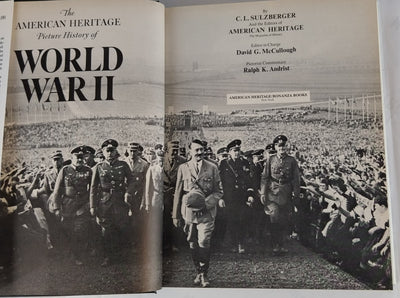 The
AMERICAN HERITAGE
Picture History of
WORLD
WAR II
By
C. L. SULZBERGER
And the Editors of
AMERICAN HERITAGE
The Magazine of History
Editor in Charge
David G. McCullough
Pictorial Commentary
Ralph K. Andrist
AMERICAN HERITAGE/BONANZA BOOKS
New York